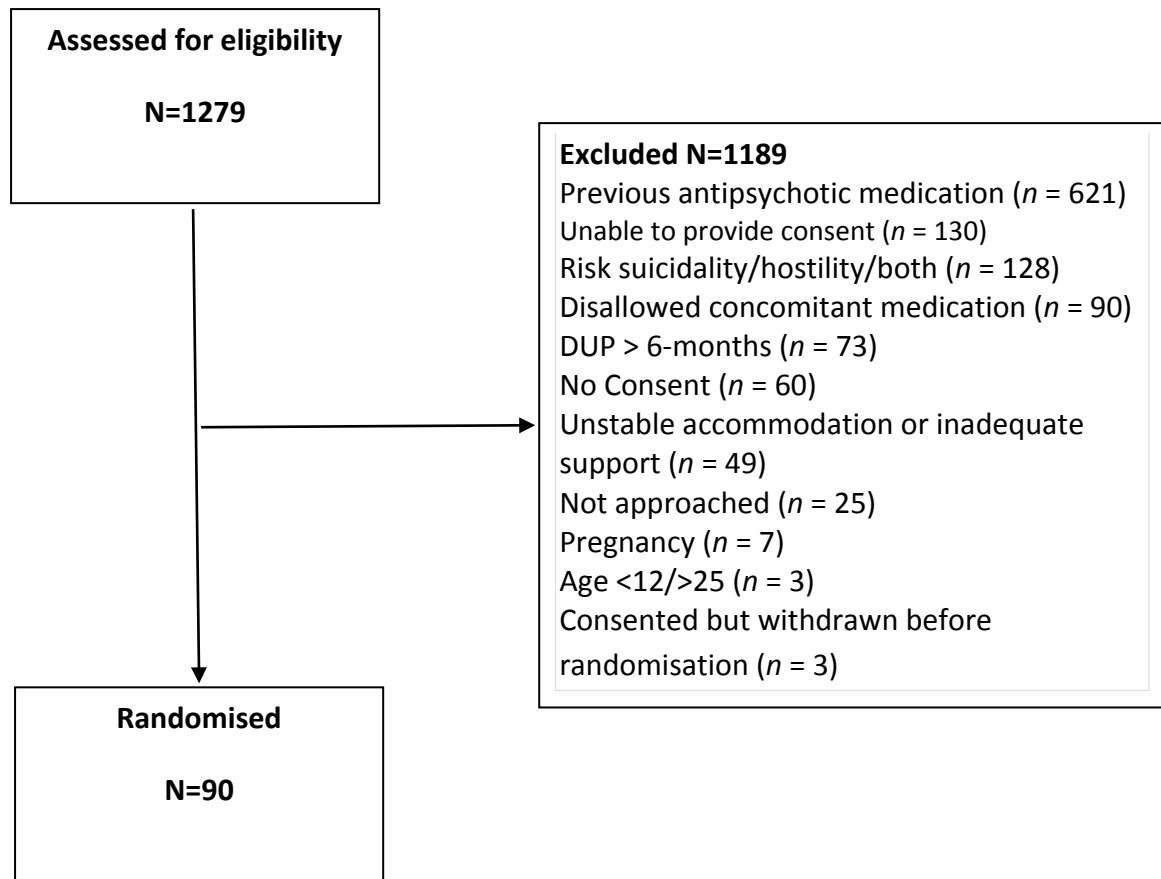 Assessed for eligibility
N=1279
Excluded N=1189
Previous antipsychotic medication (n = 621)
Unable to provide consent (n = 130)
Risk suicidality/hostility/both (n = 128)
Disallowed concomitant medication (n = 90)
DUP > 6-months (n = 73)
No Consent (n = 60)
Unstable accommodation or inadequate
support (n = 49)
Not approached (n = 25)
Pregnancy (n = 7)
Age <12/>25 (n = 3)
Consented but withdrawn before
randomisation (n = 3)
Randomised
N=90